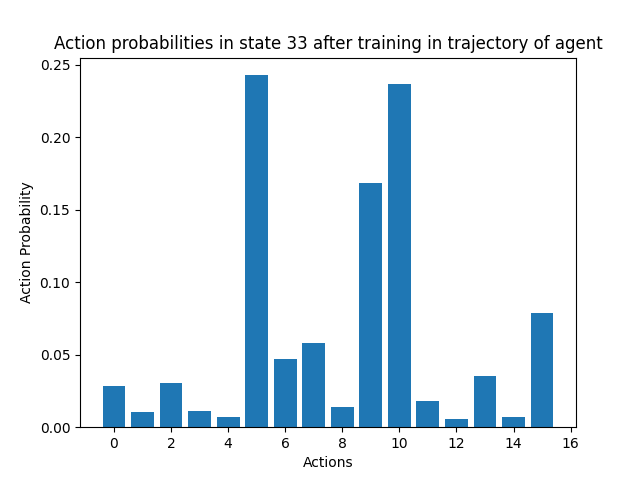 Action probabilities in state 33 after training in trajectory of agent
0.25
0.20
0.15
0.10
0.05
0.00
Action Probability
0 2 4 6 8 10 12 14 16
Actions